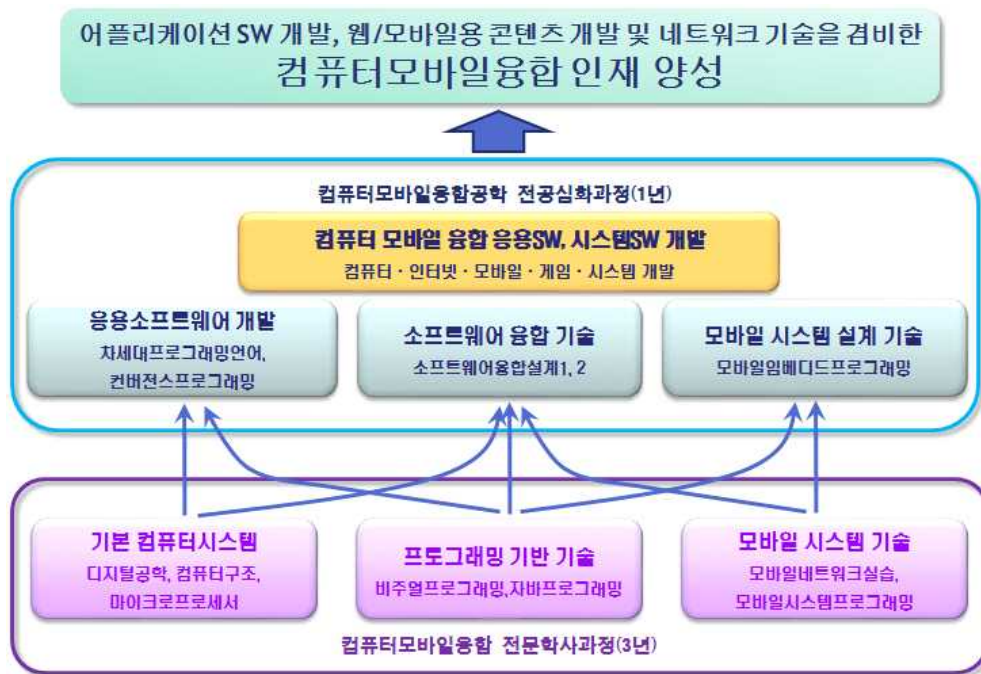 어플리케이션 SW 개발, 웹/모바일용 콘텐츠 개발 및 네트워크 기술을 겸비한
컴퓨터모바일융합 인재 양성
컴퓨터모바일융합공학 전공심화과정(1년)
컴퓨터 모바일 융합 응용SW, 시스템SW 개발
컴퓨터 · 인터넷 · 모바일 · 게임 · 시스템 개발
응용소프트웨어 개발
차세대프로그래밍언어,
컨버전스프로그래밍
소프트웨어 융합 기술
소프트웨어융합설계1, 2
모바일 시스템 설계 기술
모바일임베디드프로그래밍
기본 컴퓨터시스템
디지털공학, 컴퓨터구조,
마이크로프로세서
프로그래밍 기반 기술
비주얼프로그래밍,자바프로그래밍
모바일 시스템 기술
모바일네트워크실습,
모바일시스템프로그래밍
컴퓨터모바일융합 전문학사과정(3년)